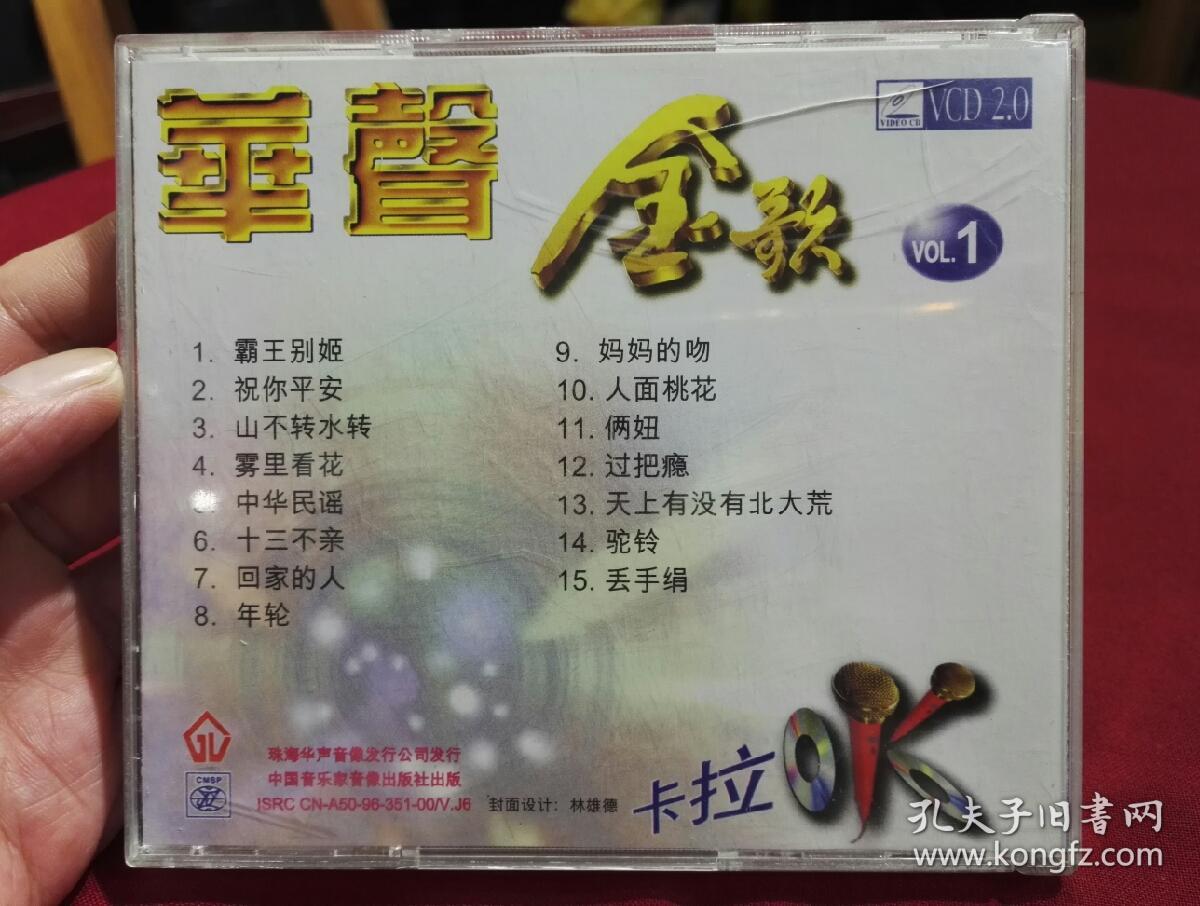 華聲 金歌
VIDEO CD
VCD 2.0
VOL.1
1. 霸王别姬
2. 祝你平安
3. 山不转水转
4. 雾里看花
中华民谣
6. 十三不亲
7. 回家的人
8. 年轮
9. 妈妈的吻
10. 人面桃花
11. 俩妞
12. 过把瘾
13. 天上有没有北大荒
14. 驼铃
15. 丢手绢
珠海华声音像发行公司发行
中国音乐家音像出版社出版
CMSP
ISRC CN-A50-96-351-00/V.J6 封面设计：林雄德
卡拉OK
孔夫子旧书网
www.kongfz.com